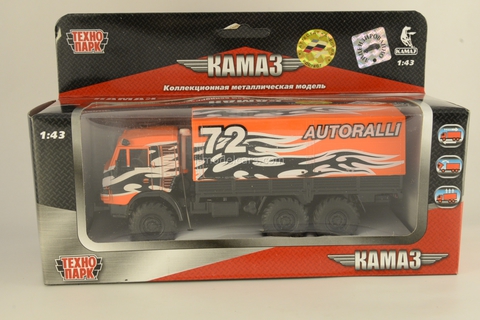 ТЕХНО
ПАРК
КАМАЗ
КАМАЗ
1:43
Коллекционная металлическая модель
1:43
72
AUTORALLI
ТЕХНО
ПАРК
КАМАЗ